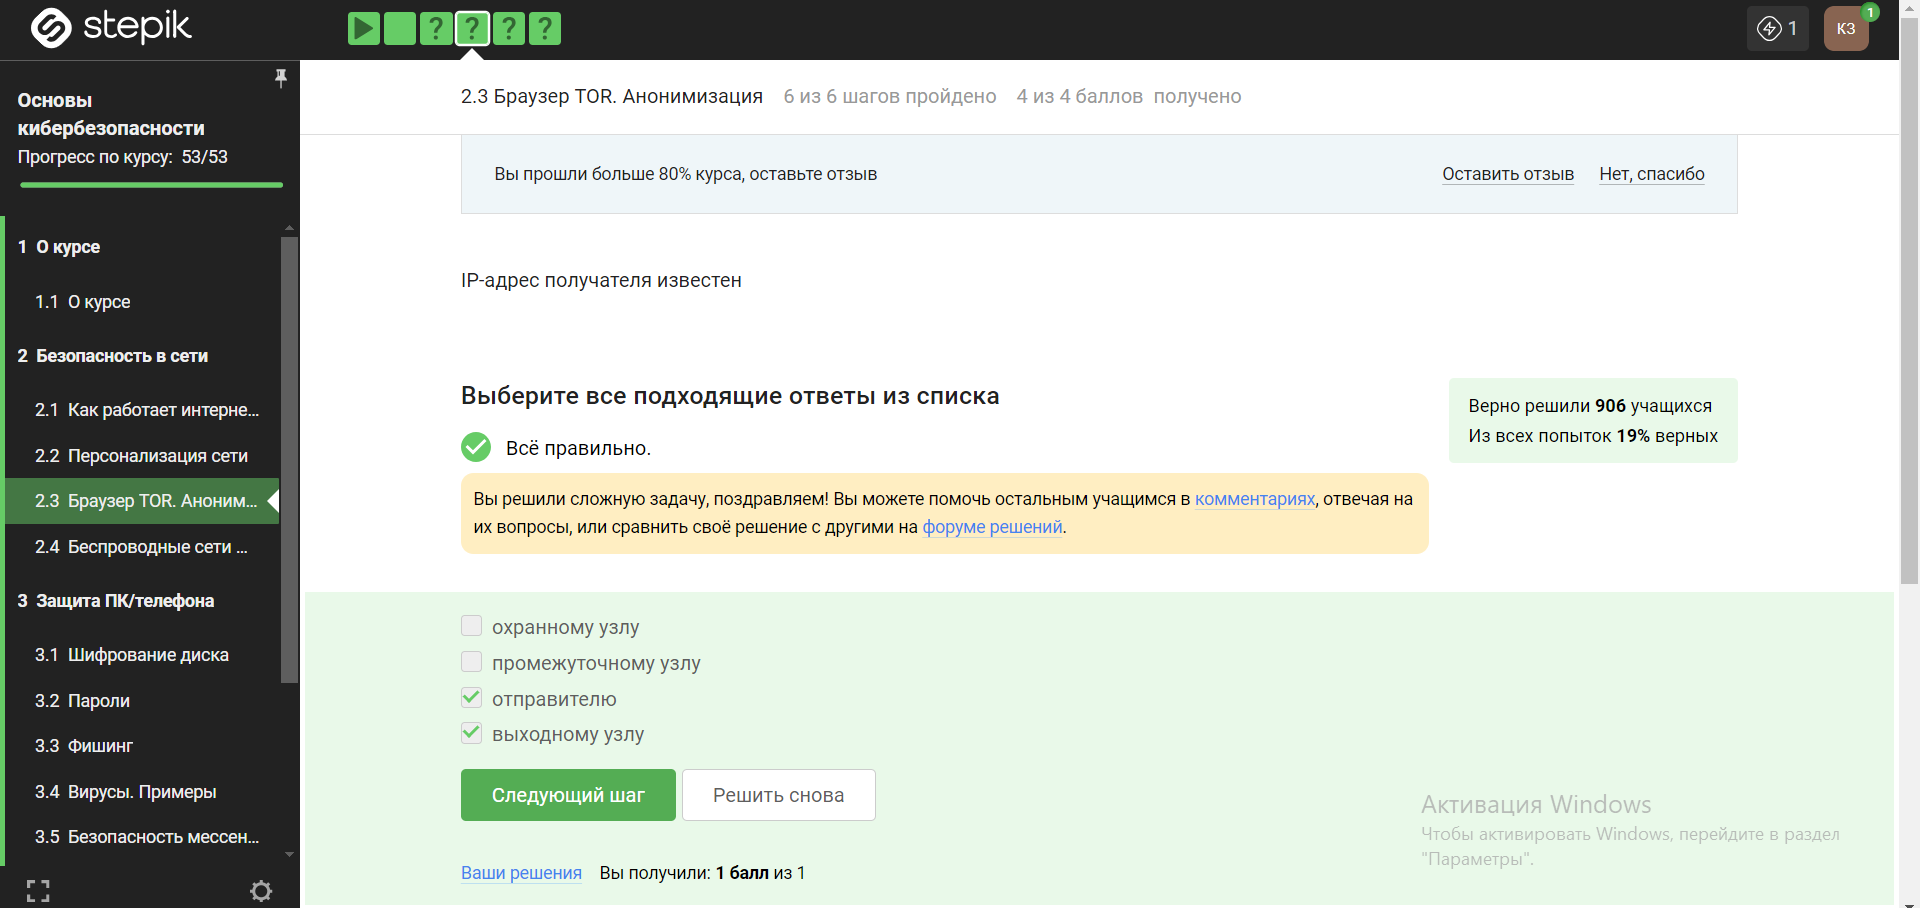 stepik
? ? ? ?
1
КЗ
1
Основы
кибербезопасности
Прогресс по курсу: 53/53
1 О курсе
1.1 О курсе
2 Безопасность в сети
2.1 Как работает интерне...
2.2 Персонализация сети
2.3 Браузер TOR. Аноним...
2.4 Беспроводные сети ...
3 Защита ПК/телефона
3.1 Шифрование диска
3.2 Пароли
3.3 Фишинг
3.4 Вирусы. Примеры
3.5 Безопасность мессен...
2.3 Браузер TOR. Анонимизация 6 из 6 шагов пройдено 4 из 4 баллов получено
Вы прошли больше 80% курса, оставьте отзыв Оставить отзыв Нет, спасибо
IP-адрес получателя известен
Выберите все подходящие ответы из списка
Всё правильно.
Верно решили 906 учащихся
Из всех попыток 19% верных
Вы решили сложную задачу, поздравляем! Вы можете помочь остальным учащимся в комментариях, отвечая на
их вопросы, или сравнить своё решение с другими на форуме решений.
охранному узлу
промежуточному узлу
отправителю
выходному узлу
Следующий шаг Решить снова
Ваши решения Вы получили: 1 балл из 1
Активация Windows
Чтобы активировать Windows, перейдите в раздел
"Параметры".